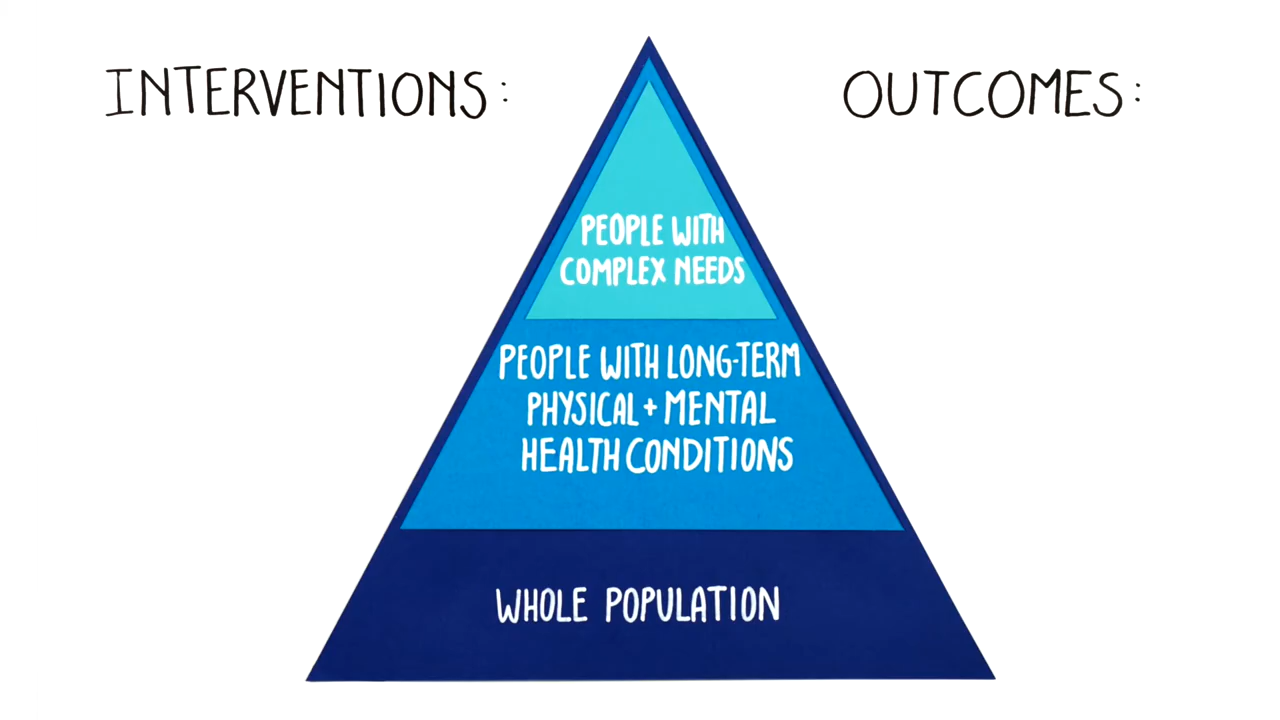 INTERVENTIONS:
OUTCOMES:
PEOPLE WITH
COMPLEX NEEDS
PEOPLE WITH LONG-TERM
PHYSICAL + MENTAL
HEALTH CONDITIONS
WHOLE POPULATION